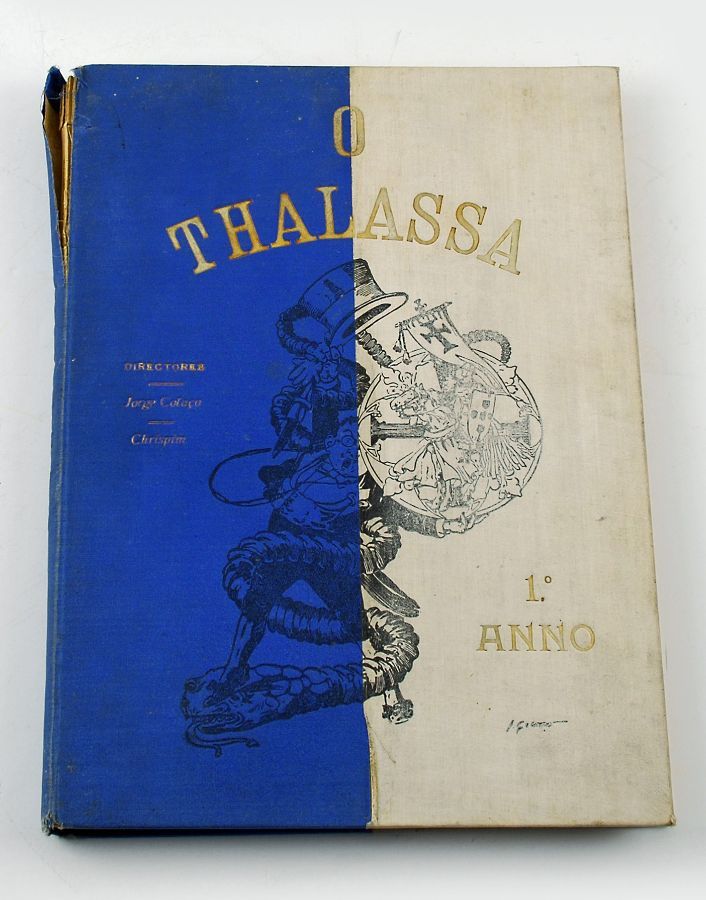 O
THALASSA
DIRECTORES
Jorge Colaço
Chrispim
1.º
ANNO